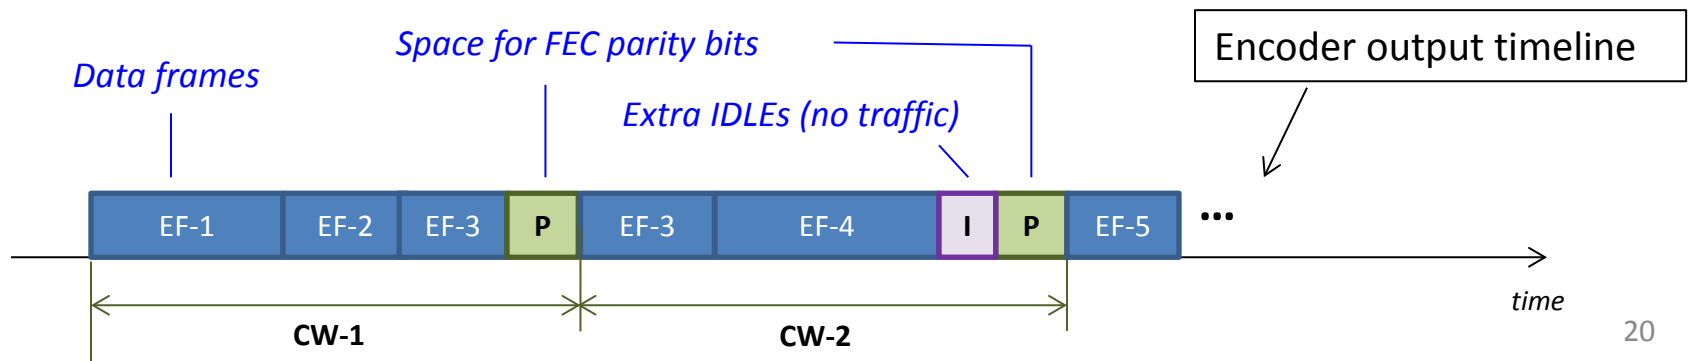 Space for FEC parity bits
Encoder output timeline
Data frames
Extra IDLEs (no traffic)
EF-1 EF-2 EF-3 P EF-3 EF-4 I P EF-5 ...
time
CW-1 CW-2
20